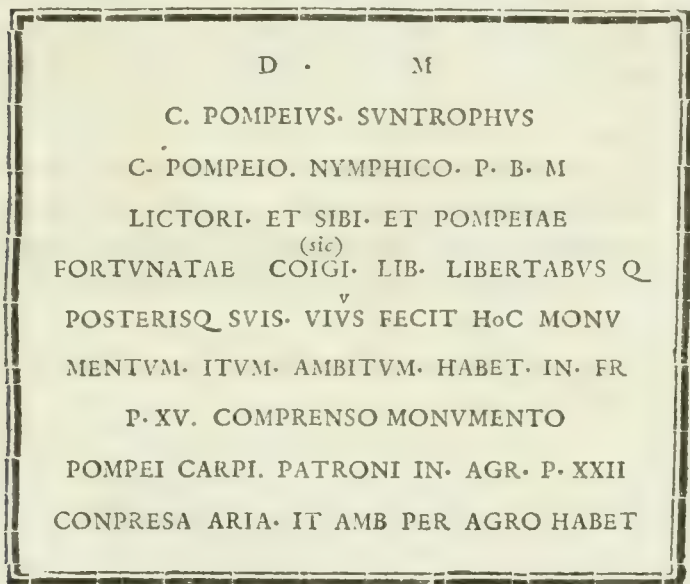 D · M
C. POMPEIVS· SVNTROPHVS
C· POMPEIO. NYMPHICO· P· B· M
LICTORI· ET SIBI· ET POMPEIAE
(sic)
FORTVNATAE COIGI· LIB· LIBERTABVS Q
v
POSTERISQ SVIS· VIVS FECIT HoC MONV
MENTVM· ITVM· AMBITVM· HABET· IN· FR
P· XV. COMPRENSO MONVMENTO
POMPEI CARPI. PATRONI IN· AGR· P· XXII
CONPRESA ARIA· IT AMB PER AGRO HABET